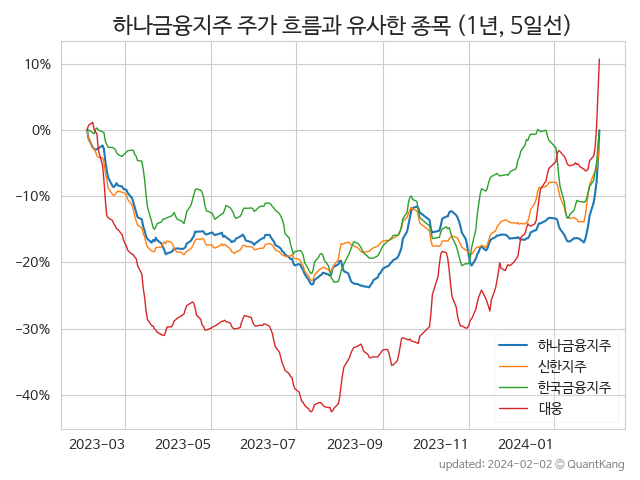 하나금융지주 주가 흐름과 유사한 종목 (1년, 5일선)
10%
0%
−10%
−20%
−30%
−40%
하나금융지주
신한지주
한국금융지주
대웅
2023-03
2023-05
2023-07
2023-09
2023-11
2024-01
updated: 2024-02-02 © QuantKang